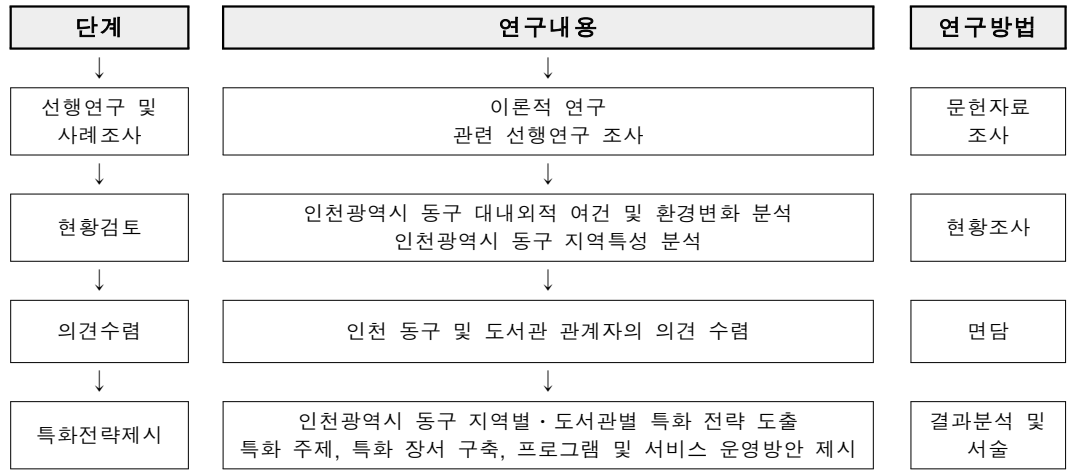 단계
연구내용
연구방법
↓
↓
선행연구 및
사례조사
이론적 연구
관련 선행연구 조사
문헌자료
조사
↓
↓
현황검토
인천광역시 동구 대내외적 여건 및 환경변화 분석
인천광역시 동구 지역특성 분석
현황조사
↓
↓
의견수렴
인천 동구 및 도서관 관계자의 의견 수렴
면담
↓
↓
특화전략제시
인천광역시 동구 지역별·도서관별 특화 전략 도출
특화 주제, 특화 장서 구축, 프로그램 및 서비스 운영방안 제시
결과분석 및
서술